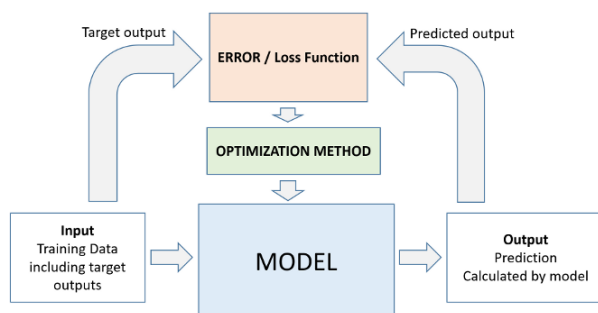 Target output
Predicted output
ERROR / Loss Function
OPTIMIZATION METHOD
Input
Training Data
including target
outputs
MODEL
Output
Prediction
Calculated by model